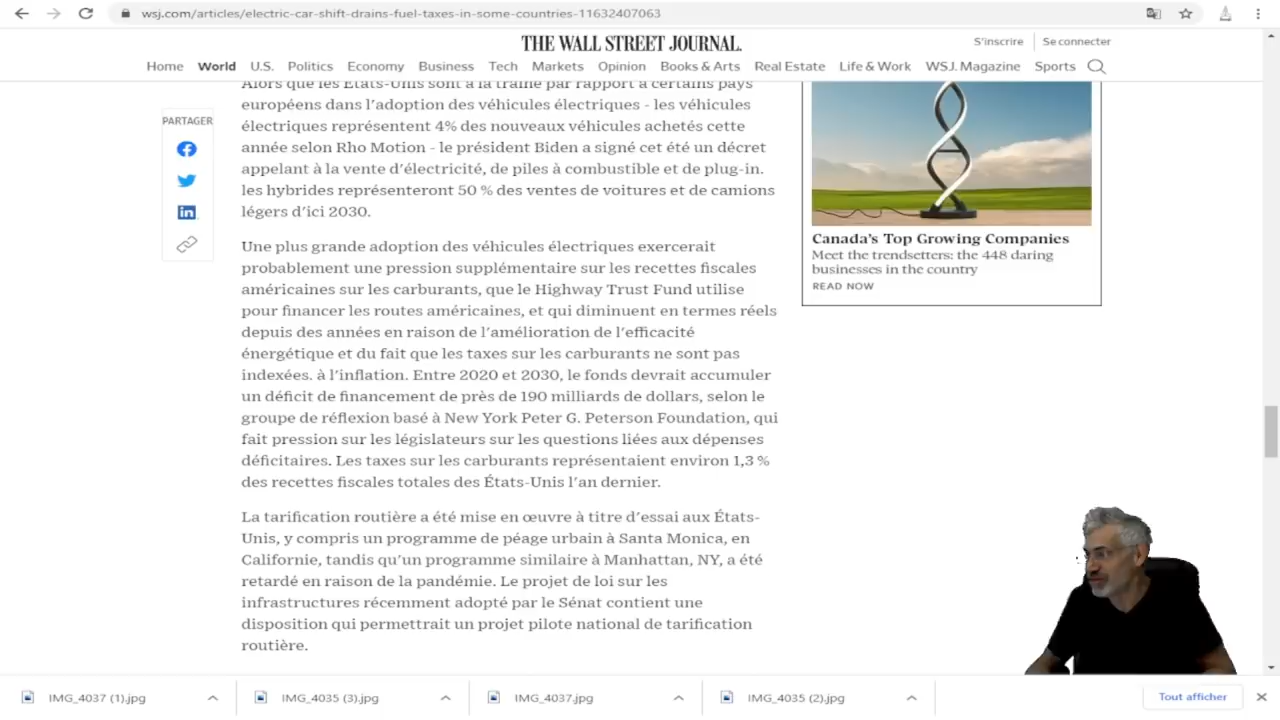 wsj.com/articles/electric-car-shift-drains-fuel-taxes-in-some-countries-11632407063
THE WALL STREET JOURNAL.
S'inscrire
Se connecter
Home World U.S. Politics Economy Business Tech Markets Opinion Books & Arts Real Estate Life & Work WSJ. Magazine Sports
PARTAGER
Alors que les États-Unis sont à la traîne par rapport à certains pays
européens dans l'adoption des véhicules électriques - les véhicules
électriques représentent 4% des nouveaux véhicules achetés cette
année selon Rho Motion - le président Biden a signé cet été un décret
appelant à la vente d'électricité, de piles à combustible et de plug-in.
les hybrides représenteront 50 % des ventes de voitures et de camions
légers d'ici 2030.
Une plus grande adoption des véhicules électriques exercerait
probablement une pression supplémentaire sur les recettes fiscales
américaines sur les carburants, que le Highway Trust Fund utilise
pour financer les routes américaines, et qui diminuent en termes réels
depuis des années en raison de l'amélioration de l'efficacité
énergétique et du fait que les taxes sur les carburants ne sont pas
indexées. à l'inflation. Entre 2020 et 2030, le fonds devrait accumuler
un déficit de financement de près de 190 milliards de dollars, selon le
groupe de réflexion basé à New York Peter G. Peterson Foundation, qui
fait pression sur les législateurs sur les questions liées aux dépenses
déficitaires. Les taxes sur les carburants représentaient environ 1,3 %
des recettes fiscales totales des États-Unis l'an dernier.
La tarification routière a été mise en œuvre à titre d'essai aux États-
Unis, y compris un programme de péage urbain à Santa Monica, en
Californie, tandis qu'un programme similaire à Manhattan, NY, a été
retardé en raison de la pandémie. Le projet de loi sur les
infrastructures récemment adopté par le Sénat contient une
disposition qui permettrait un projet pilote national de tarification
routière.
Canada's Top Growing Companies
Meet the trendsetters: the 448 daring
businesses in the country
READ NOW
IMG_4037 (1).jpg
IMG_4035 (3).jpg
IMG_4037.jpg
IMG_4035 (2).jpg
Tout afficher